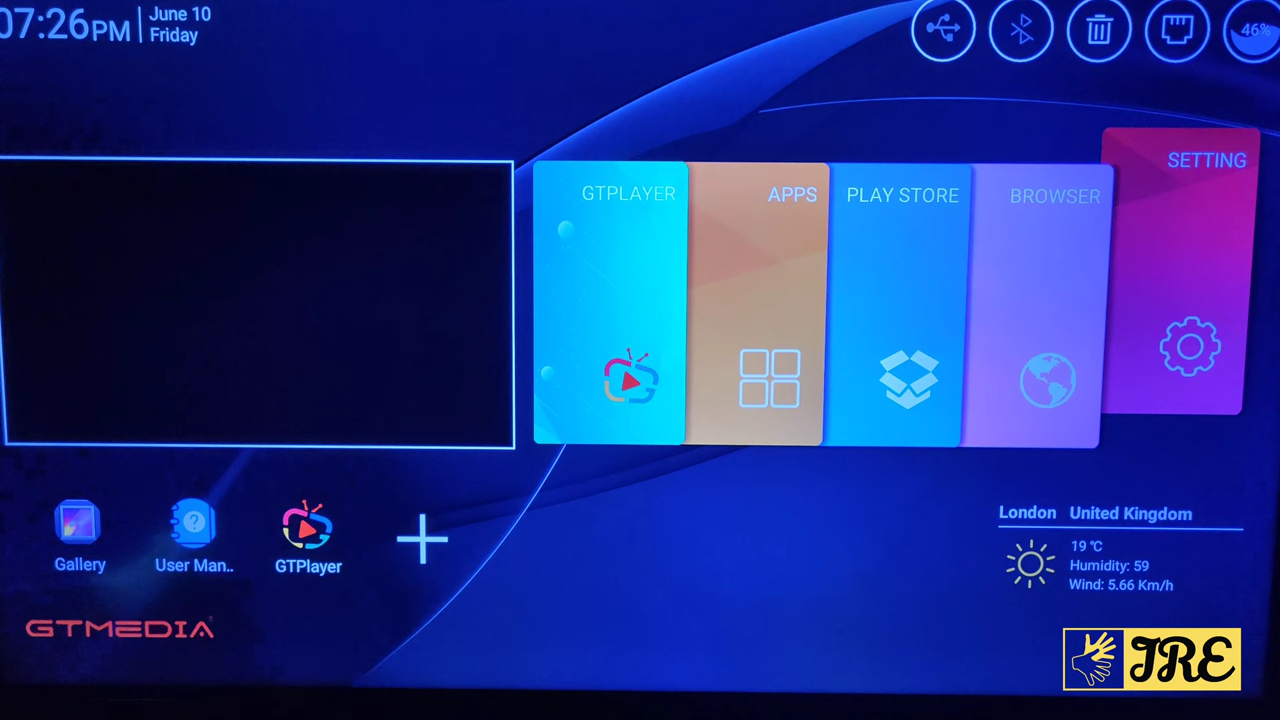 07:26PM
June 10
Friday
46%
GTPLAYER
APPS
PLAY STORE
BROWSER
SETTING
Gallery
User Man..
GTPlayer
London United Kingdom
19 °C
Humidity: 59
Wind: 5.66 Km/h
GTMEDIA
JRE